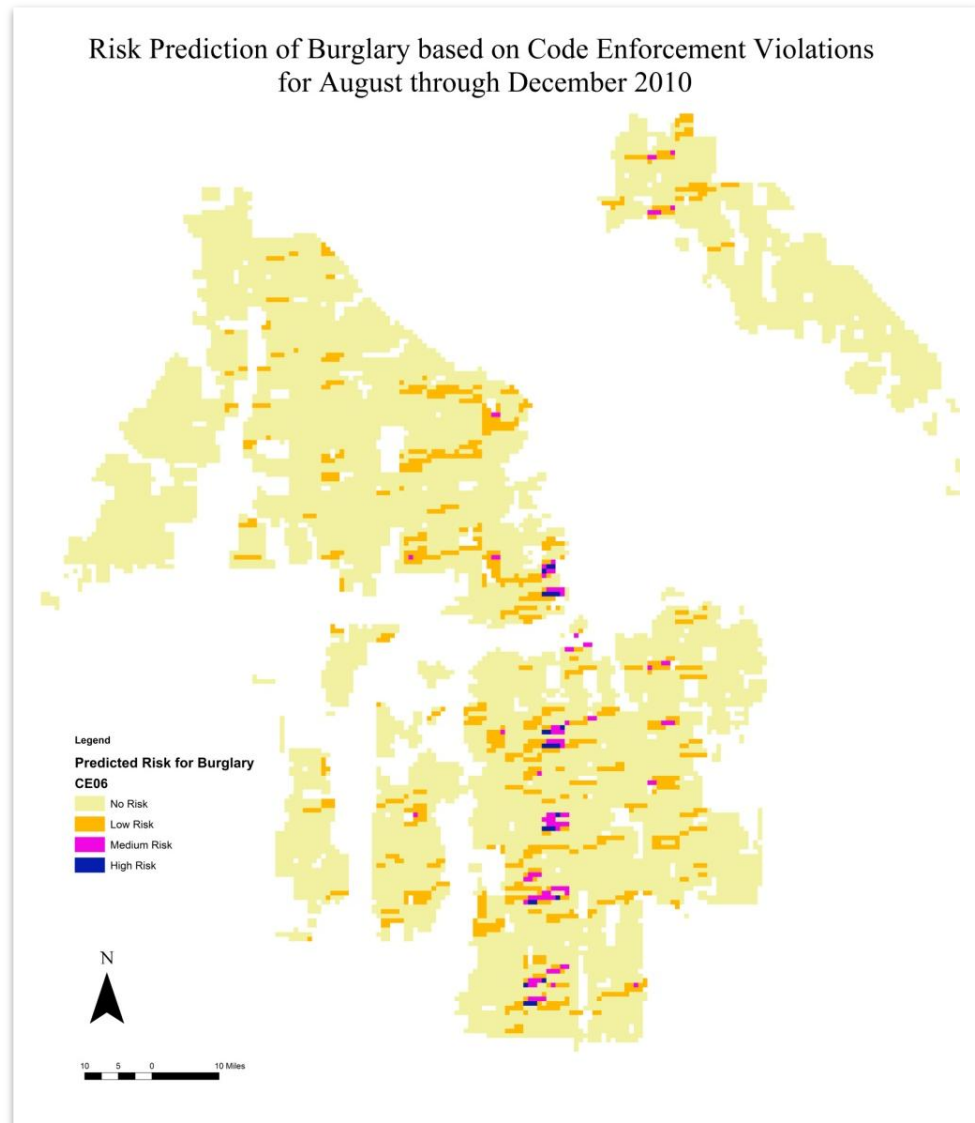 Risk Prediction of Burglary based on Code Enforcement Violations
for August through December 2010
Legend
Predicted Risk for Burglary
CE06
No Risk
Low Risk
Medium Risk
High Risk
N
10 5 0 10 Miles